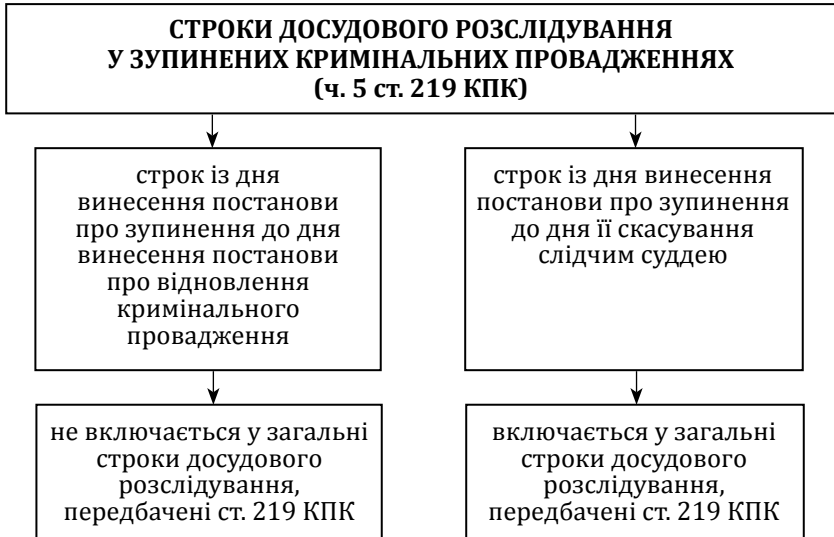 СТРОКИ ДОСУДОВОГО РОЗСЛІДУВАННЯ
У ЗУПИНЕНИХ КРИМІНАЛЬНИХ ПРОВАДЖЕННЯХ
(ч. 5 ст. 219 КПК)
строк із дня
винесення постанови
про зупинення до дня
винесення постанови
про відновлення
кримінального
провадження
строк із дня винесення
постанови про зупинення
до дня її скасування
слідчим суддею
не включається у загальні
строки досудового
розслідування,
передбачені ст. 219 КПК
включається у загальні
строки досудового
розслідування,
передбачені ст. 219 КПК